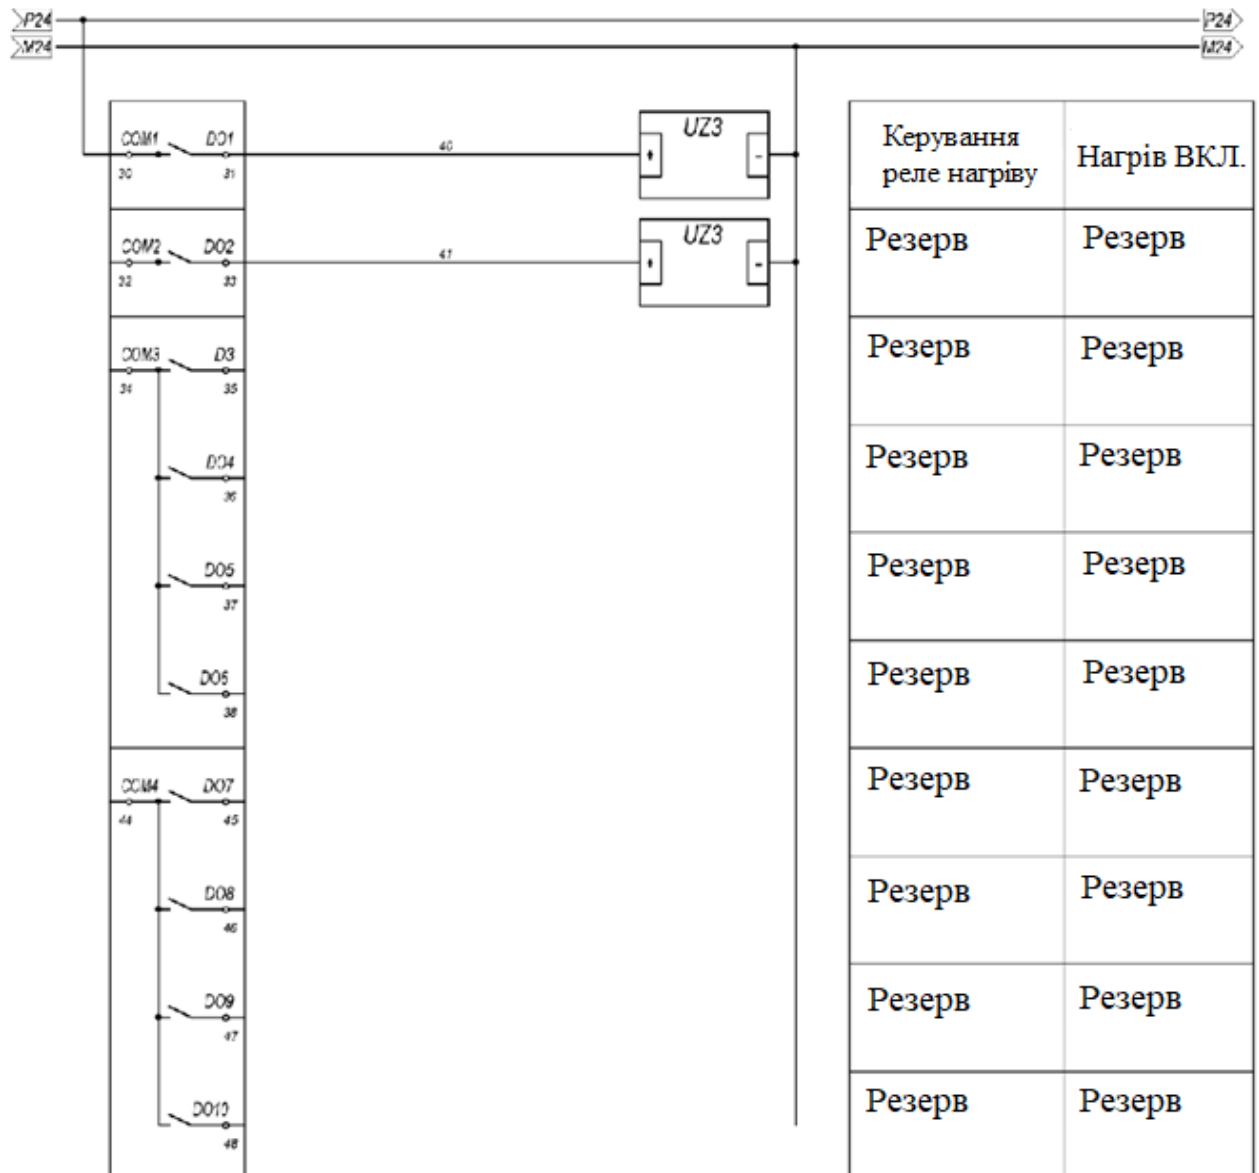 P24 P24
M24 M24
COM1 DO1 40 UZ3 Керування Нагрів ВКЛ.
30 31 + - реле нагріву
COM2 DO2 41 UZ3 Резерв Резерв
32 33 + -
COM3 D3 Резерв Резерв
34 35
DO4 Резерв Резерв
36
DO5 Резерв Резерв
37
DO6 Резерв Резерв
38
COM4 DO7 Резерв Резерв
44 45
DO8 Резерв Резерв
46
DO9 Резерв Резерв
47
DO10 Резерв Резерв
48